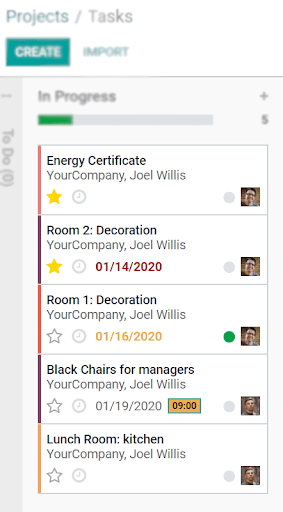 Projects / Tasks
CREATE IMPORT
In Progress +
5
To Do (0)
Energy Certificate
YourCompany, Joel Willis
Room 2: Decoration
YourCompany, Joel Willis
01/14/2020
Room 1: Decoration
YourCompany, Joel Willis
01/16/2020
Black Chairs for managers
YourCompany, Joel Willis
01/19/2020 09:00
Lunch Room: kitchen
YourCompany, Joel Willis